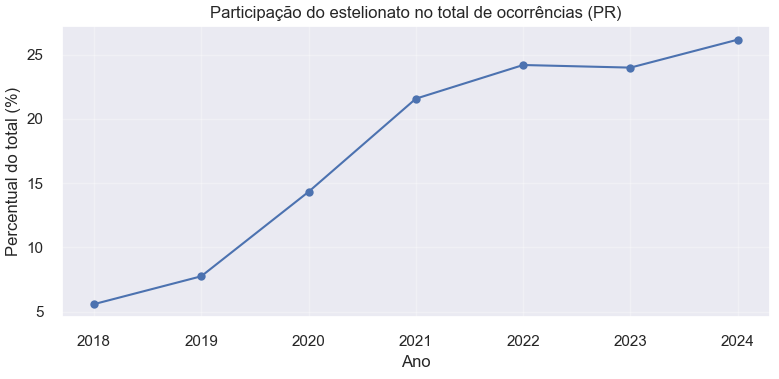 Participação do estelionato no total de ocorrências (PR)
Percentual do total (%)
25
20
15
10
5
2018 2019 2020 2021 2022 2023 2024
Ano